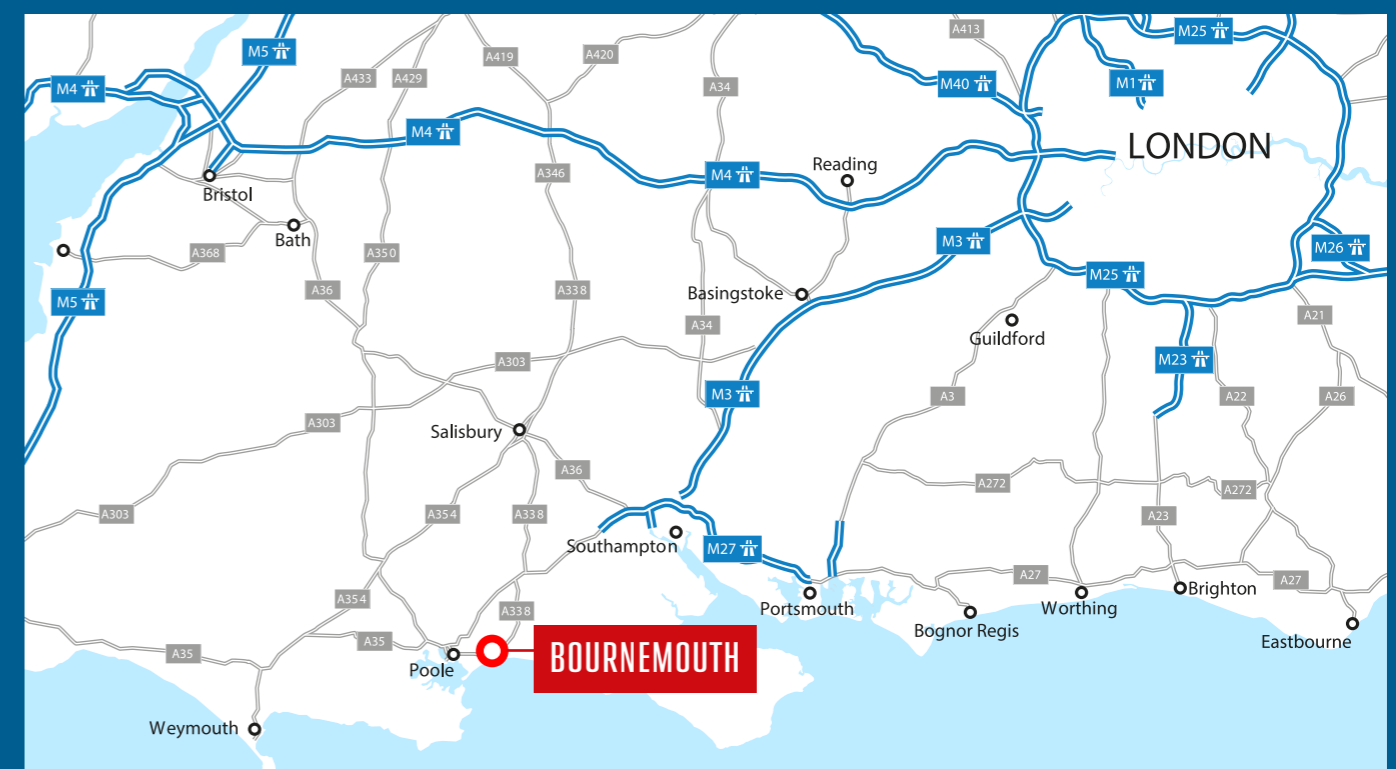 M5
A413
M25
A419
A420
A433
A429
M4
A34
M40
M1
M4
LONDON
Reading
A346
M4
Bristol
Bath
M3
M26
A368
A350
M25
A36
A338
Basingstoke
M5
A21
A34
Guildford
A303
M23
M3
A3
A22
A26
A303
Salisbury
A36
A272
A272
A303
A354
A338
A23
Southampton
M27
A27
A27
Brighton
A354
Portsmouth
Worthing
A338
Bognor Regis
A35
A35
Eastbourne
BOURNEMOUTH
Poole
Weymouth